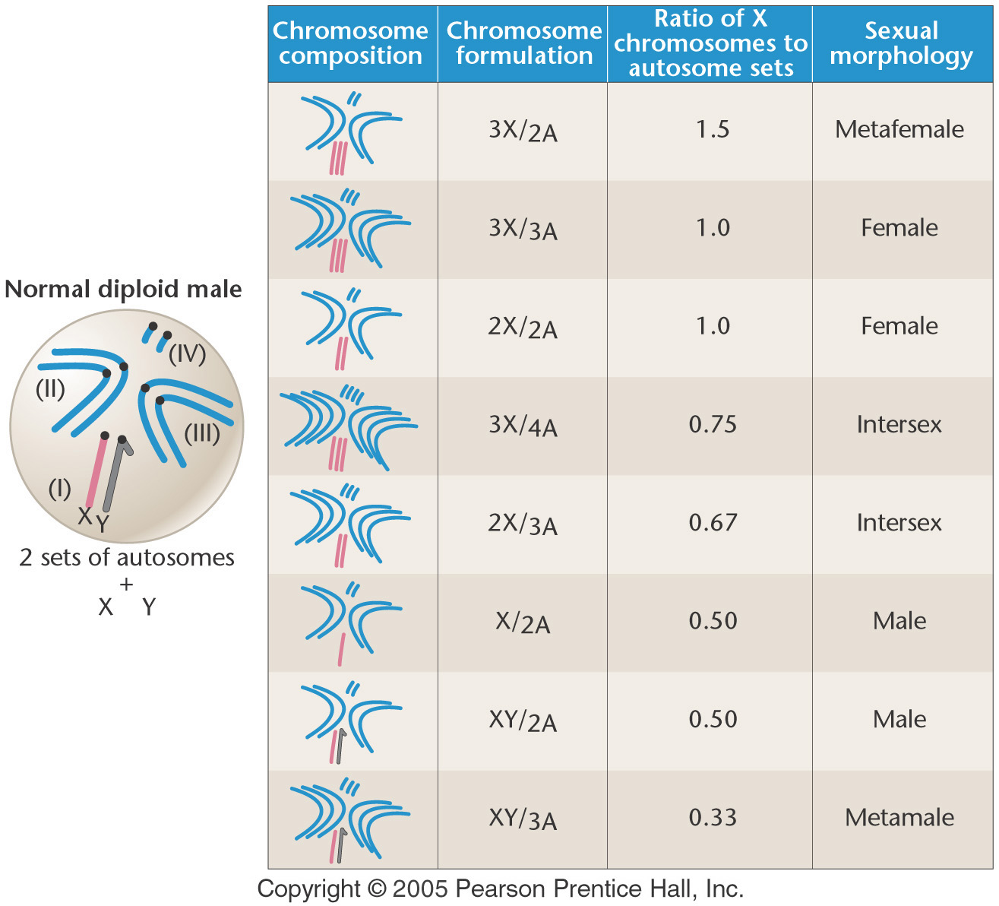 Normal diploid male
(IV)
(II)
(III)
(I)
X
Y
2 sets of autosomes
+
X Y
Chromosome
composition
Chromosome
formulation
Ratio of X
chromosomes to
autosome sets
Sexual
morphology
3X/2A 1.5 Metafemale
3X/3A 1.0 Female
2X/2A 1.0 Female
3X/4A 0.75 Intersex
2X/3A 0.67 Intersex
X/2A 0.50 Male
XY/2A 0.50 Male
XY/3A 0.33 Metamale
Copyright © 2005 Pearson Prentice Hall, Inc.